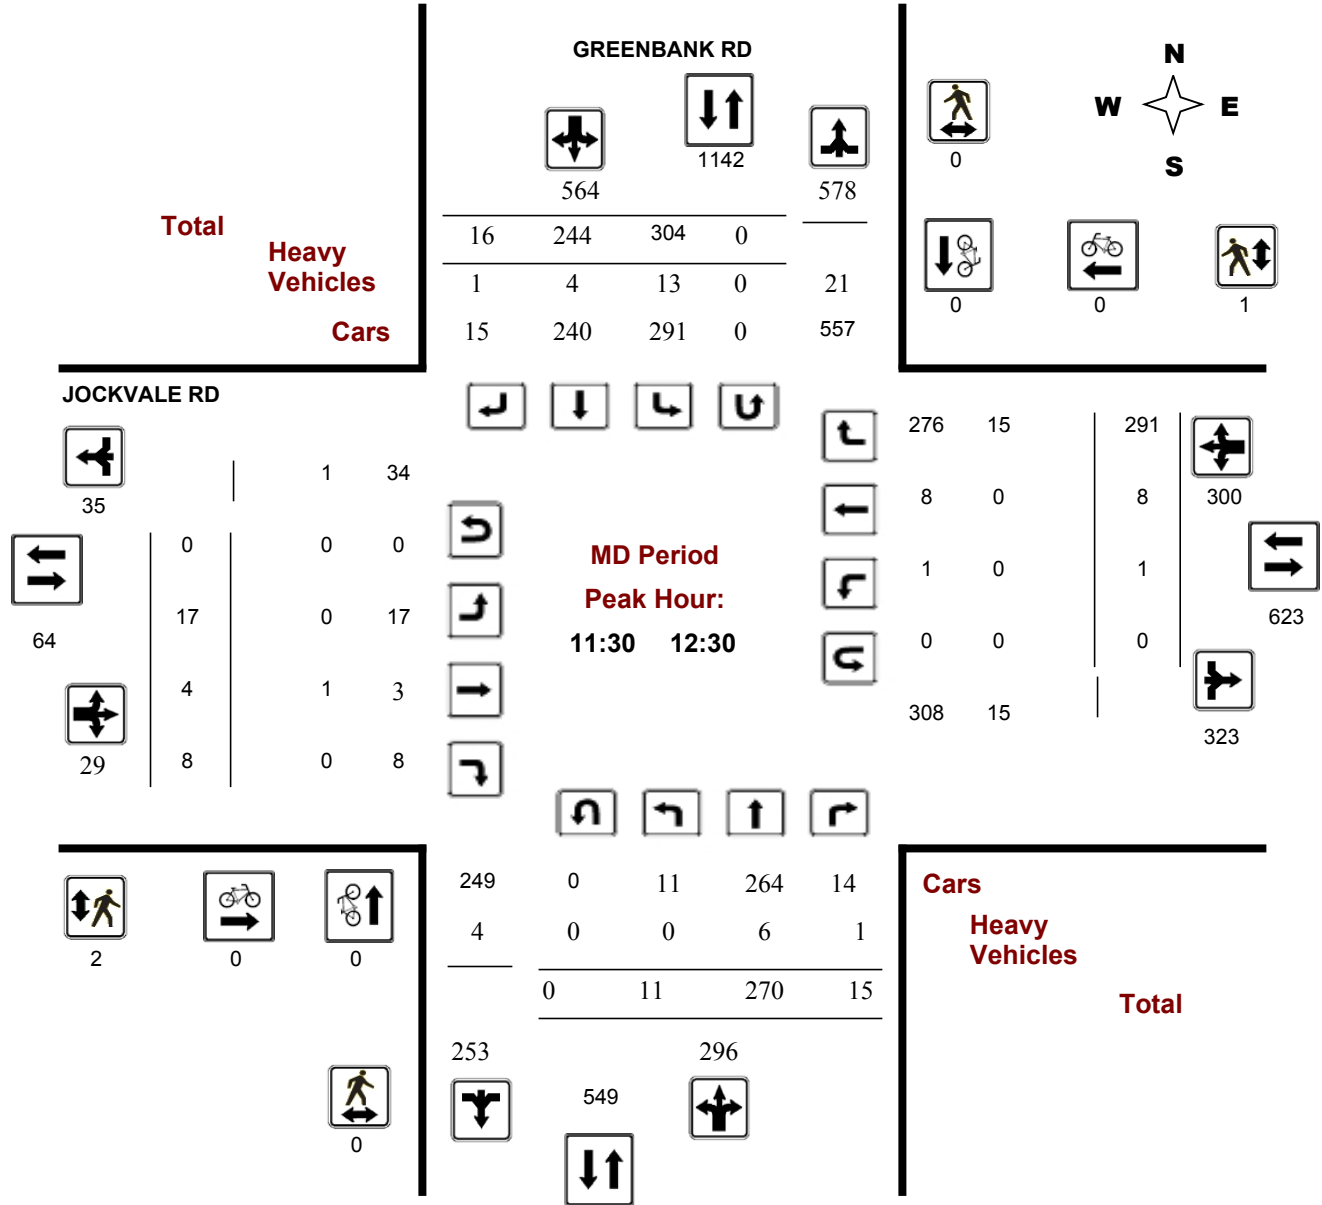 GREENBANK RD
N
W E
S
1142
0
564
578
Total
16 244 304 0
Heavy
Vehicles
1 4 13 0 21
0 0 1
Cars
15 240 291 0 557
JOCKVALE RD
276 15 291
1 34
35
8 0 8 300
0 0 0
MD Period
1 0 1
Peak Hour:
17 0 17
623
64
11:30 12:30
0 0 0
4 1 3
308 15
323
29 8 0 8
249 0 11 264 14
Cars
4 0 0 6 1
Heavy
Vehicles
2 0 0
0 11 270 15
Total
253 296
549
0